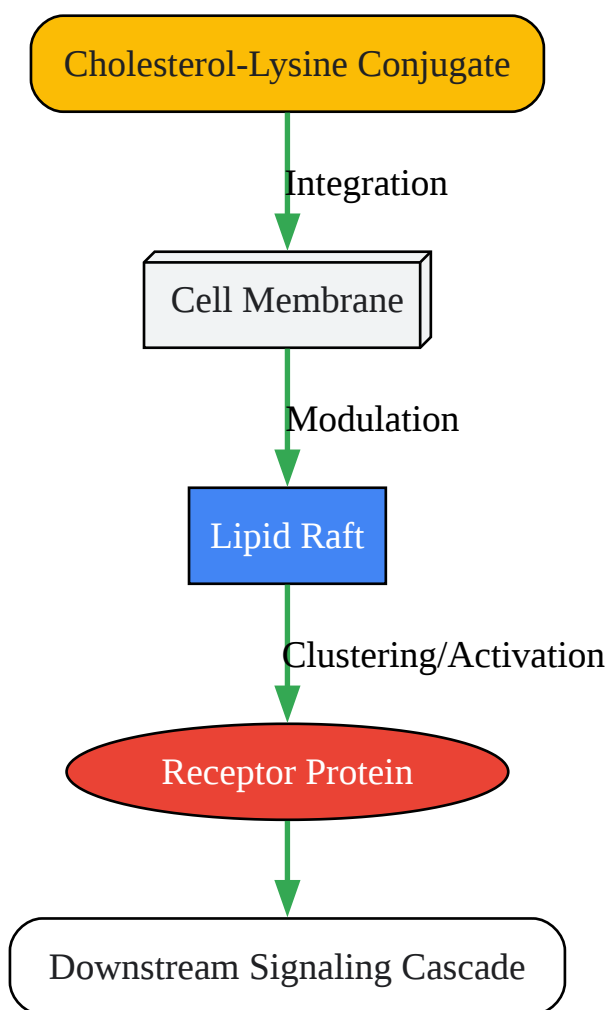 Cholesterol-Lysine Conjugate
Integration
Cell Membrane
Modulation
Lipid Raft
Clustering/Activation
Receptor Protein
Downstream Signaling Cascade